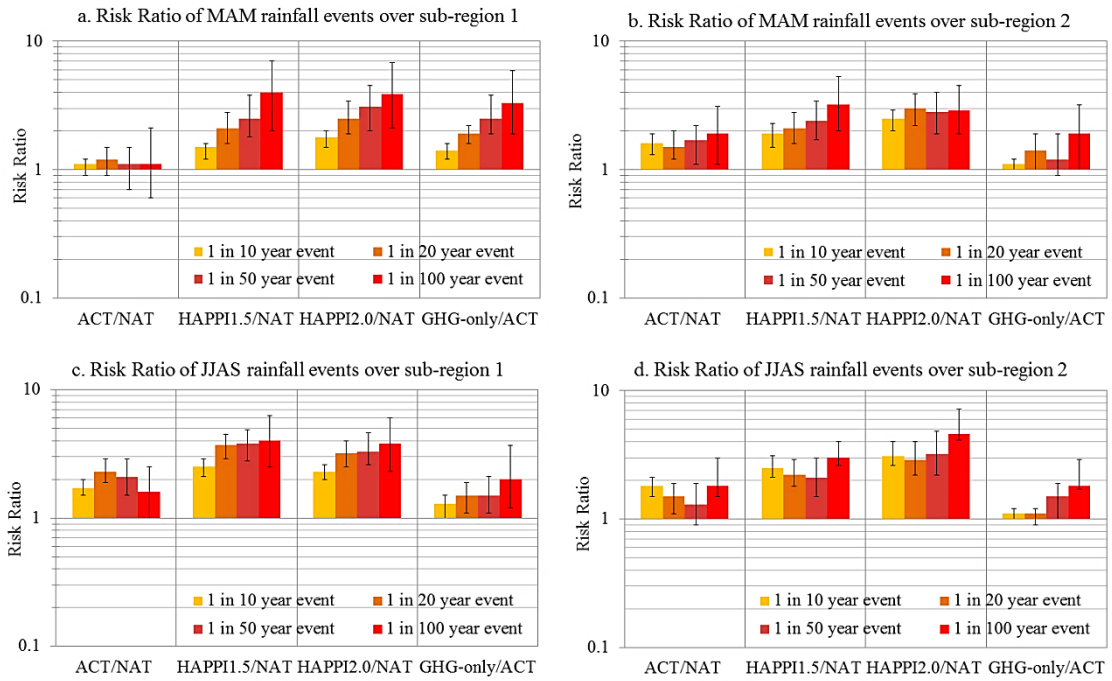 a. Risk Ratio of MAM rainfall events over sub-region 1
10
1
0.1
Risk Ratio
1 in 10 year event
1 in 20 year event
1 in 50 year event
1 in 100 year event
ACT/NAT
HAPPI1.5/NAT
HAPPI2.0/NAT
GHG-only/ACT
b. Risk Ratio of MAM rainfall events over sub-region 2
10
1
0.1
Risk Ratio
1 in 10 year event
1 in 20 year event
1 in 50 year event
1 in 100 year event
ACT/NAT
HAPPI1.5/NAT
HAPPI2.0/NAT
GHG-only/ACT
c. Risk Ratio of JJAS rainfall events over sub-region 1
10
1
0.1
Risk Ratio
1 in 10 year event
1 in 20 year event
1 in 50 year event
1 in 100 year event
ACT/NAT
HAPPI1.5/NAT
HAPPI2.0/NAT
GHG-only/ACT
d. Risk Ratio of JJAS rainfall events over sub-region 2
10
1
0.1
Risk Ratio
1 in 10 year event
1 in 20 year event
1 in 50 year event
1 in 100 year event
ACT/NAT
HAPPI1.5/NAT
HAPPI2.0/NAT
GHG-only/ACT